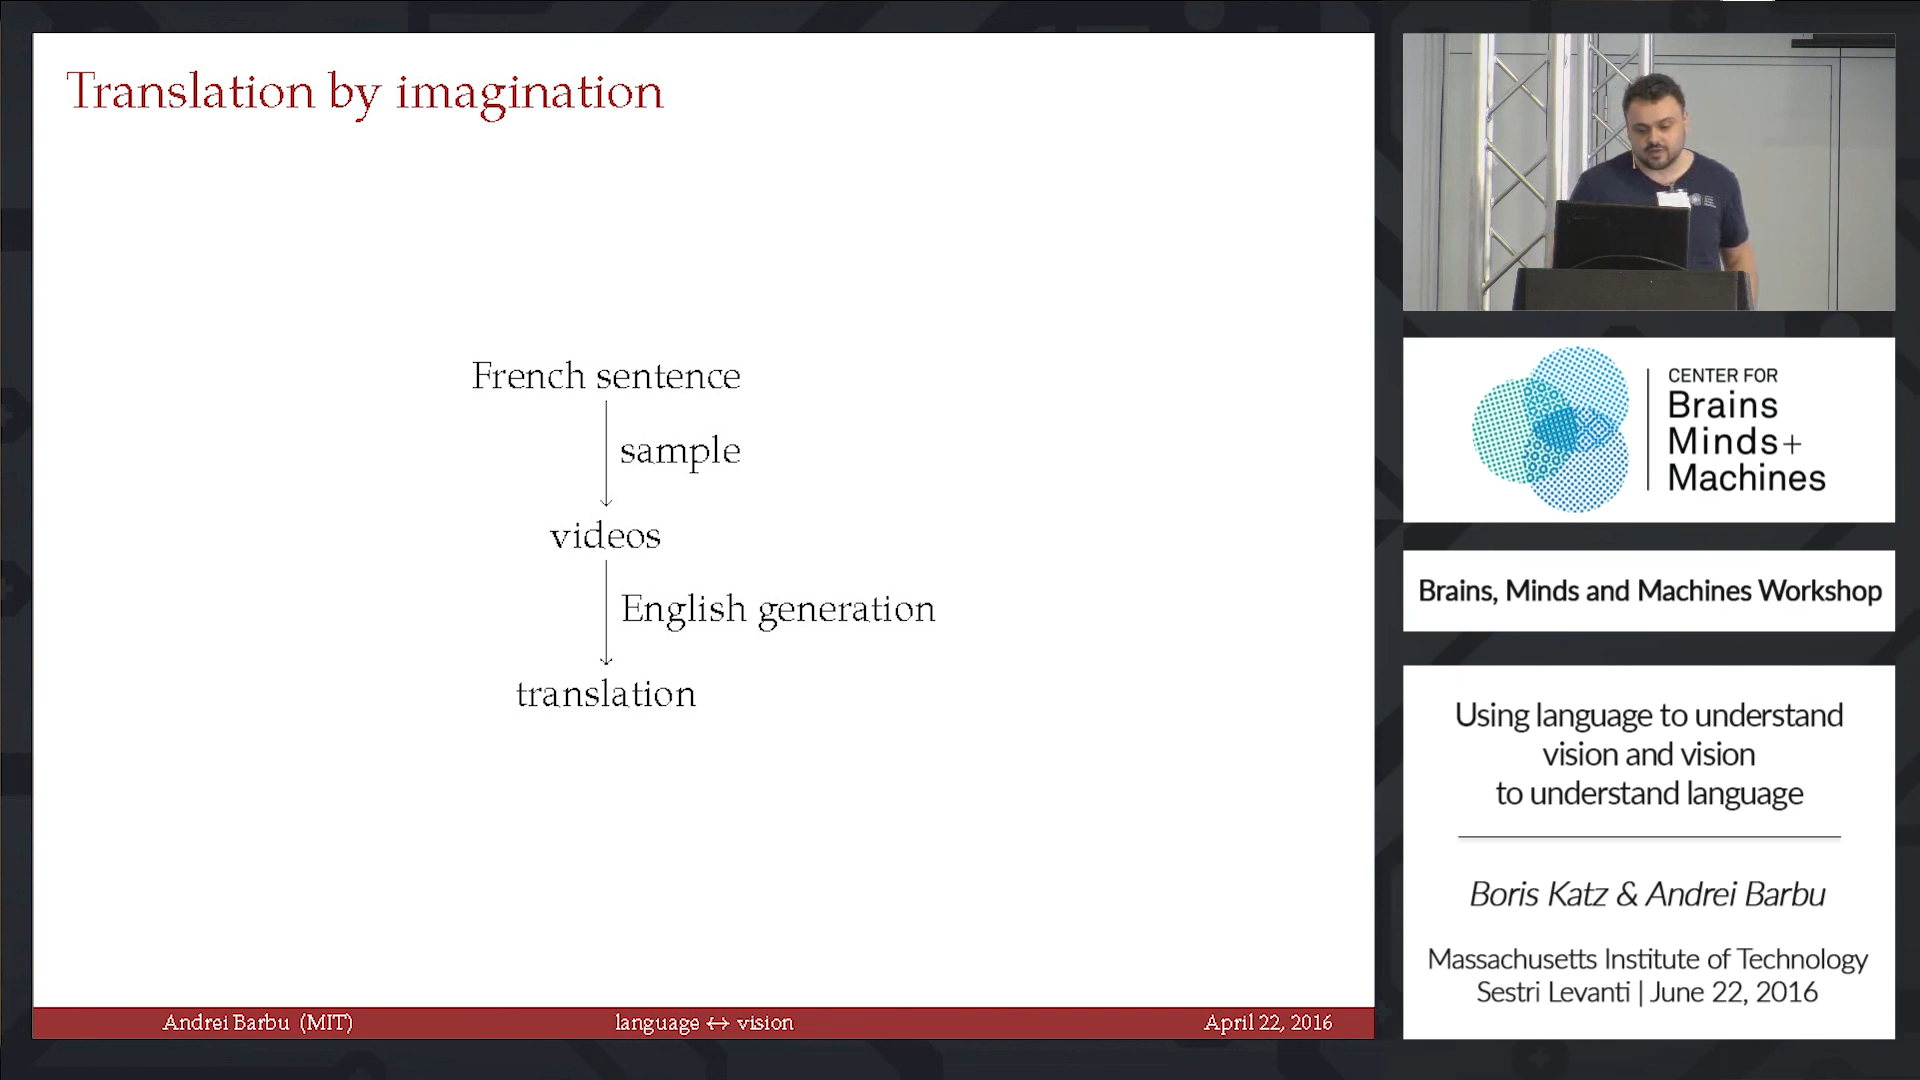 Translation by imagination
French sentence
sample
videos
English generation
translation
Andrei Barbu (MIT)
language ↔ vision
April 22, 2016
CENTER FOR
Brains
Minds+
Machines
Brains, Minds and Machines Workshop
Using language to understand
vision and vision
to understand language
Boris Katz & Andrei Barbu
Massachusetts Institute of Technology
Sestri Levanti | June 22, 2016